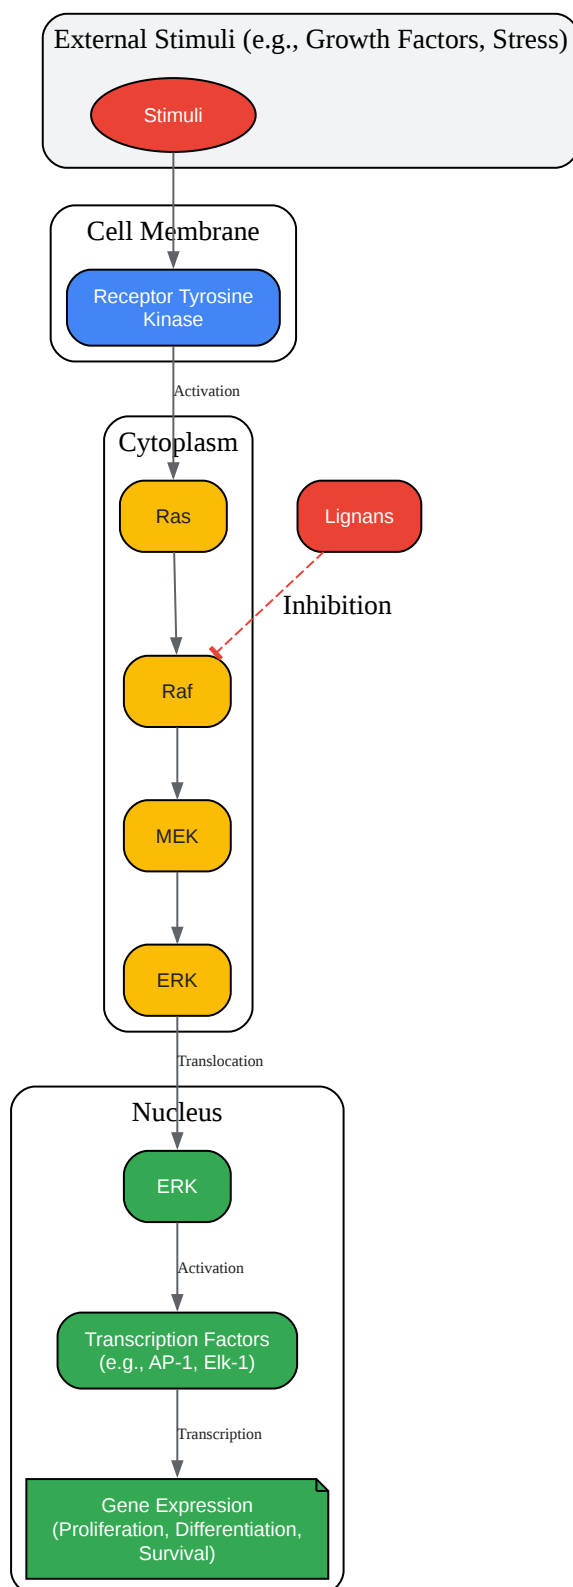 External Stimuli (e.g., Growth Factors, Stress)
Stimuli
Cell Membrane
Receptor Tyrosine
Kinase
Activation
Cytoplasm
Ras
Lignans
Inhibition
Raf
MEK
ERK
Translocation
Nucleus
ERK
Activation
Transcription Factors
(e.g., AP-1, Elk-1)
Transcription
Gene Expression
(Proliferation, Differentiation,
Survival)